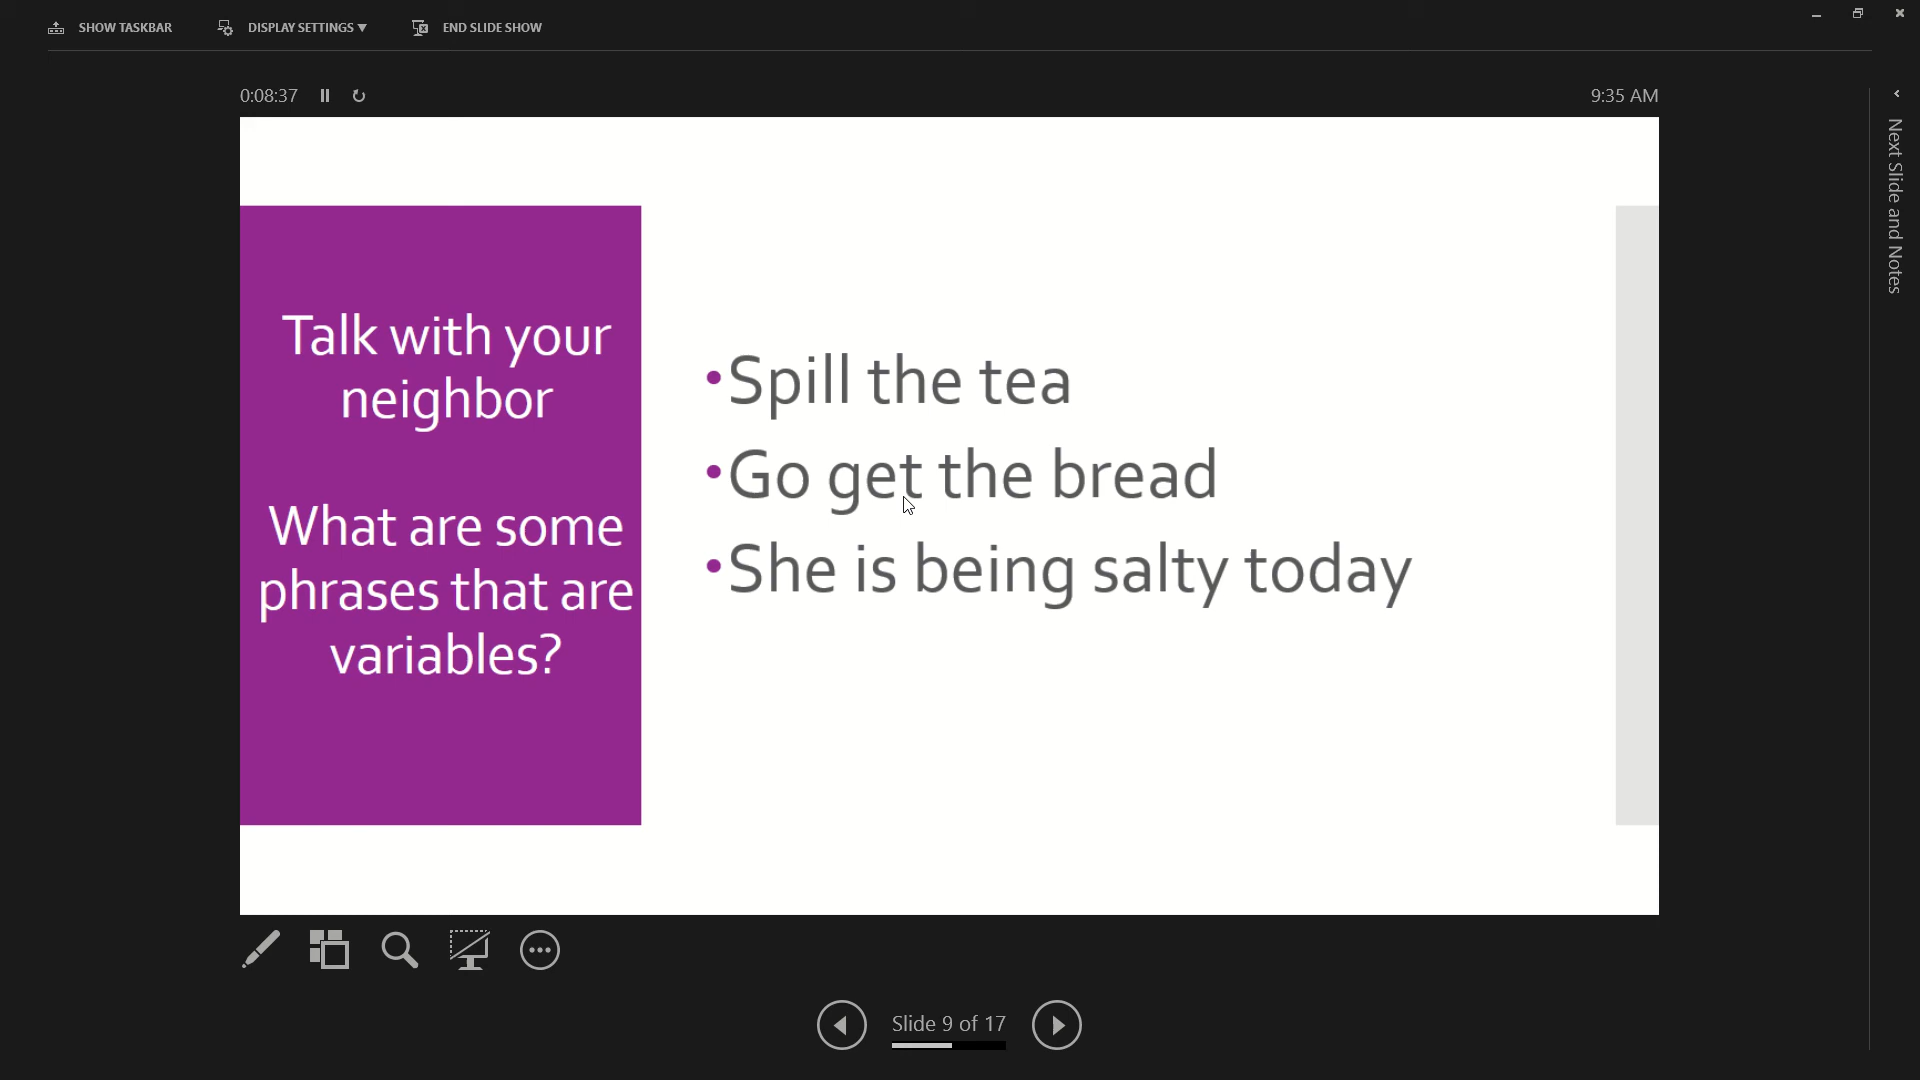 SHOW TASKBAR DISPLAY SETTINGS ▼ END SLIDE SHOW
0:08:37 9:35 AM
Talk with your
neighbor
What are some
phrases that are
variables?
•Spill the tea
•Go get the bread
•She is being salty today
Next Slide and Notes
Slide 9 of 17